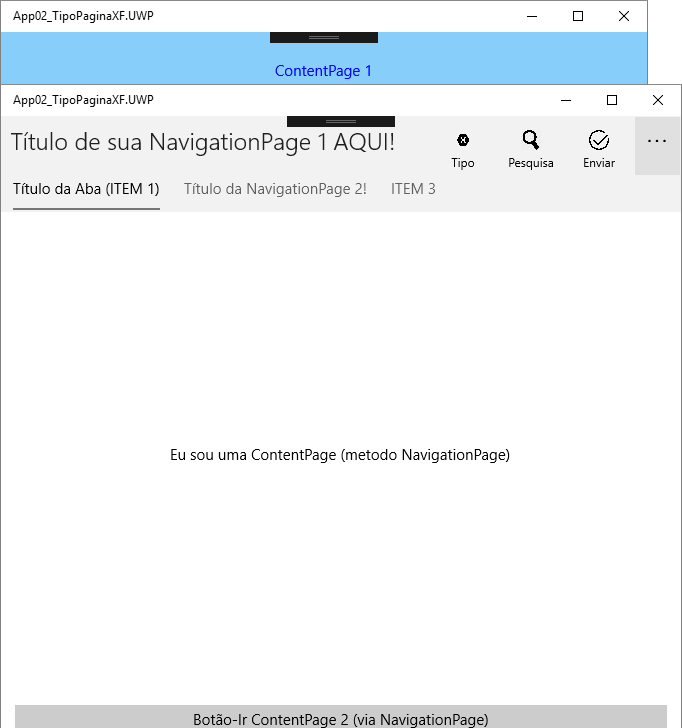 App02_TipoPaginaXF.UWP
ContentPage 1
App02_TipoPaginaXF.UWP
Título de sua NavigationPage 1 AQUI!
Tipo
Pesquisa
Enviar
Título da Aba (ITEM 1)
Título da NavigationPage 2!
ITEM 3
Eu sou uma ContentPage (metodo NavigationPage)
Botão-Ir ContentPage 2 (via NavigationPage)